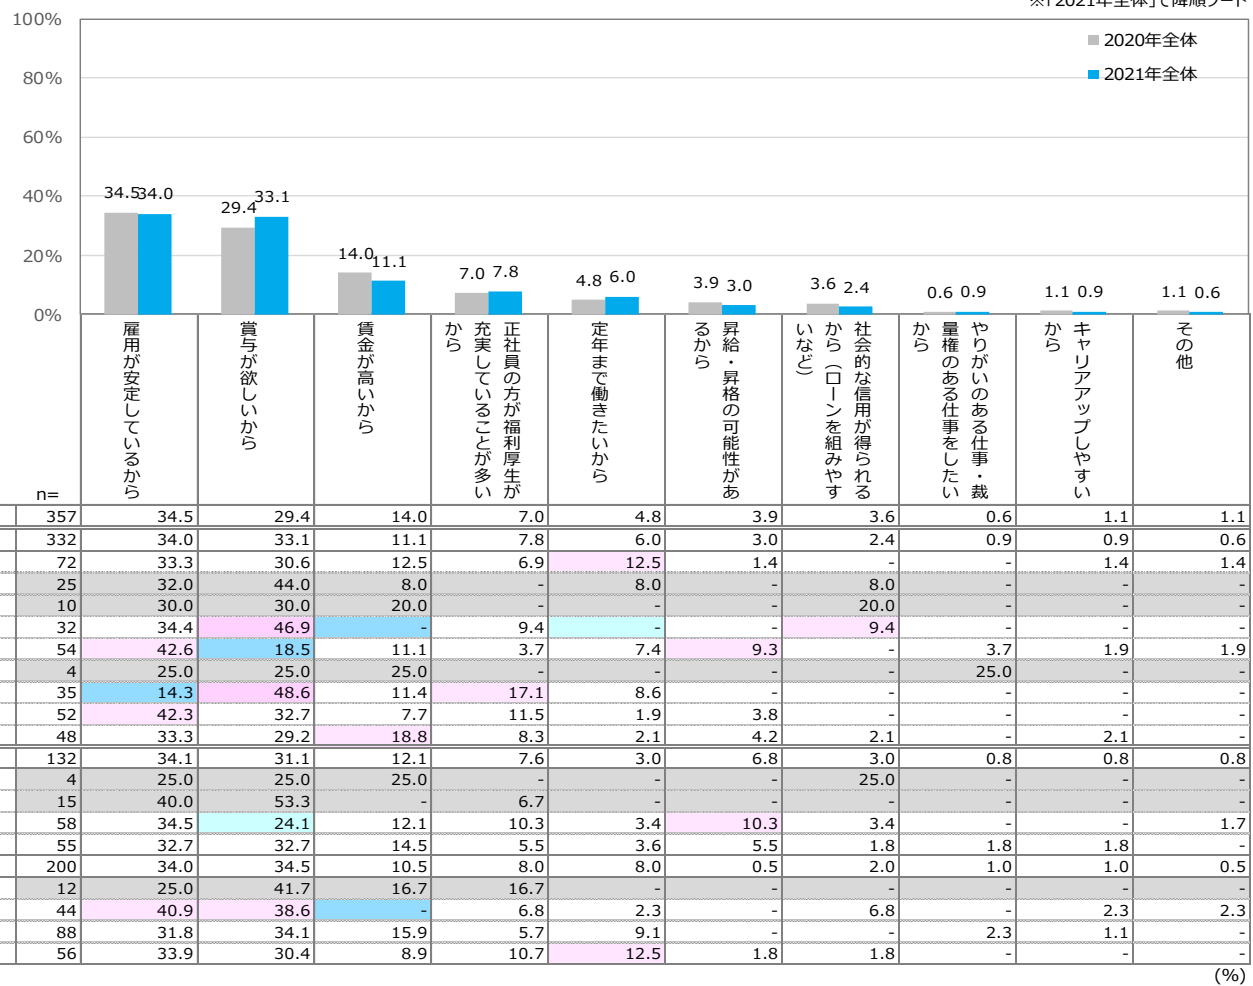 ※「2021年全体」で降順ソート
100%
80%
60%
40%
20%
0%
2020年全体
2021年全体
34.5 34.0
29.4 33.1
14.0 11.1
7.0 7.8
4.8 6.0
3.9 3.0
3.6 2.4
0.6 0.9
1.1 0.9
1.1 0.6
雇用が安定しているから
賞与が欲しいから
賃金が高いから
正社員の方が福利厚生が
充実していることが多い
から
定年まで働きたいから
昇給・昇格の可能性があ
るから
社会的な信用が得られる
から（ローンを組みやす
いなど）
やりがいのある仕事・裁
量権のある仕事をしたい
から
キャリアアップしやすい
から
その他
n=
357 34.5 29.4 14.0 7.0 4.8 3.9 3.6 0.6 1.1 1.1
332 34.0 33.1 11.1 7.8 6.0 3.0 2.4 0.9 0.9 0.6
72 33.3 30.6 12.5 6.9 12.5 1.4 - - 1.4 1.4
25 32.0 44.0 8.0 - 8.0 - 8.0 - - -
10 30.0 30.0 20.0 - - - 20.0 - - -
32 34.4 46.9 - 9.4 - - 9.4 - - -
54 42.6 18.5 11.1 3.7 7.4 9.3 - 3.7 1.9 1.9
4 25.0 25.0 25.0 - - - - 25.0 - -
35 14.3 48.6 11.4 17.1 8.6 - - - - -
52 42.3 32.7 7.7 11.5 1.9 3.8 - - - -
48 33.3 29.2 18.8 8.3 2.1 4.2 2.1 - 2.1 -
132 34.1 31.1 12.1 7.6 3.0 6.8 3.0 0.8 0.8 0.8
4 25.0 25.0 25.0 - - - 25.0 - - -
15 40.0 53.3 - 6.7 - - - - - -
58 34.5 24.1 12.1 10.3 3.4 10.3 3.4 - - 1.7
55 32.7 32.7 14.5 5.5 3.6 5.5 1.8 1.8 1.8 -
200 34.0 34.5 10.5 8.0 8.0 0.5 2.0 1.0 1.0 0.5
12 25.0 41.7 16.7 16.7 - - - - - -
44 40.9 38.6 - 6.8 2.3 - 6.8 - 2.3 2.3
88 31.8 34.1 15.9 5.7 9.1 - - 2.3 1.1 -
56 33.9 30.4 8.9 10.7 12.5 1.8 1.8 - - -
(%)